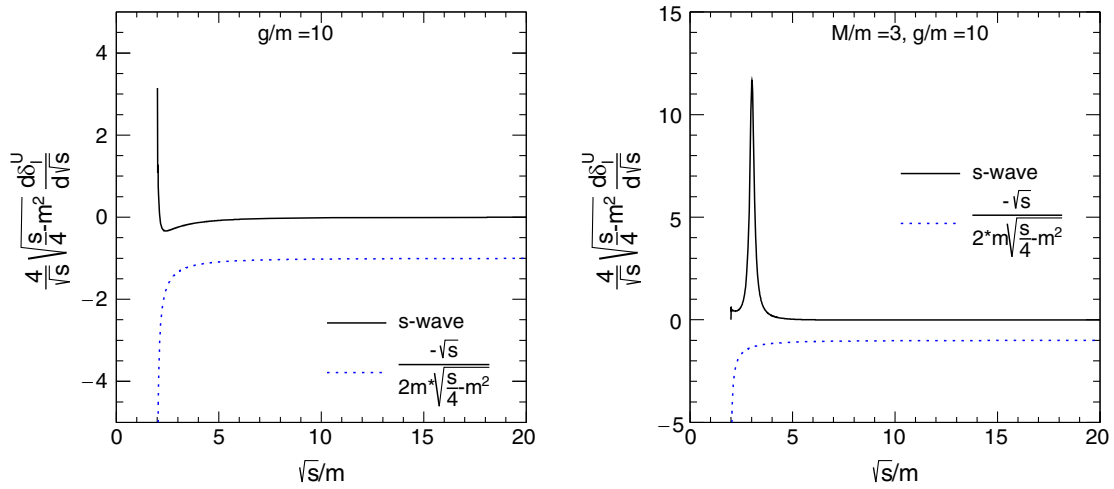 g/m =10
4
2
0
−2
−4
4/√s √(s/4-m²) dδ_l^U/d√s
s-wave
-√s / 2m*√(s/4-m²)
0 5 10 15 20
√s/m
M/m =3, g/m =10
15
10
5
0
−5
4/√s √(s/4-m²) dδ_l^U/d√s
s-wave
-√s / 2*m√(s/4-m²)
0 5 10 15 20
√s/m